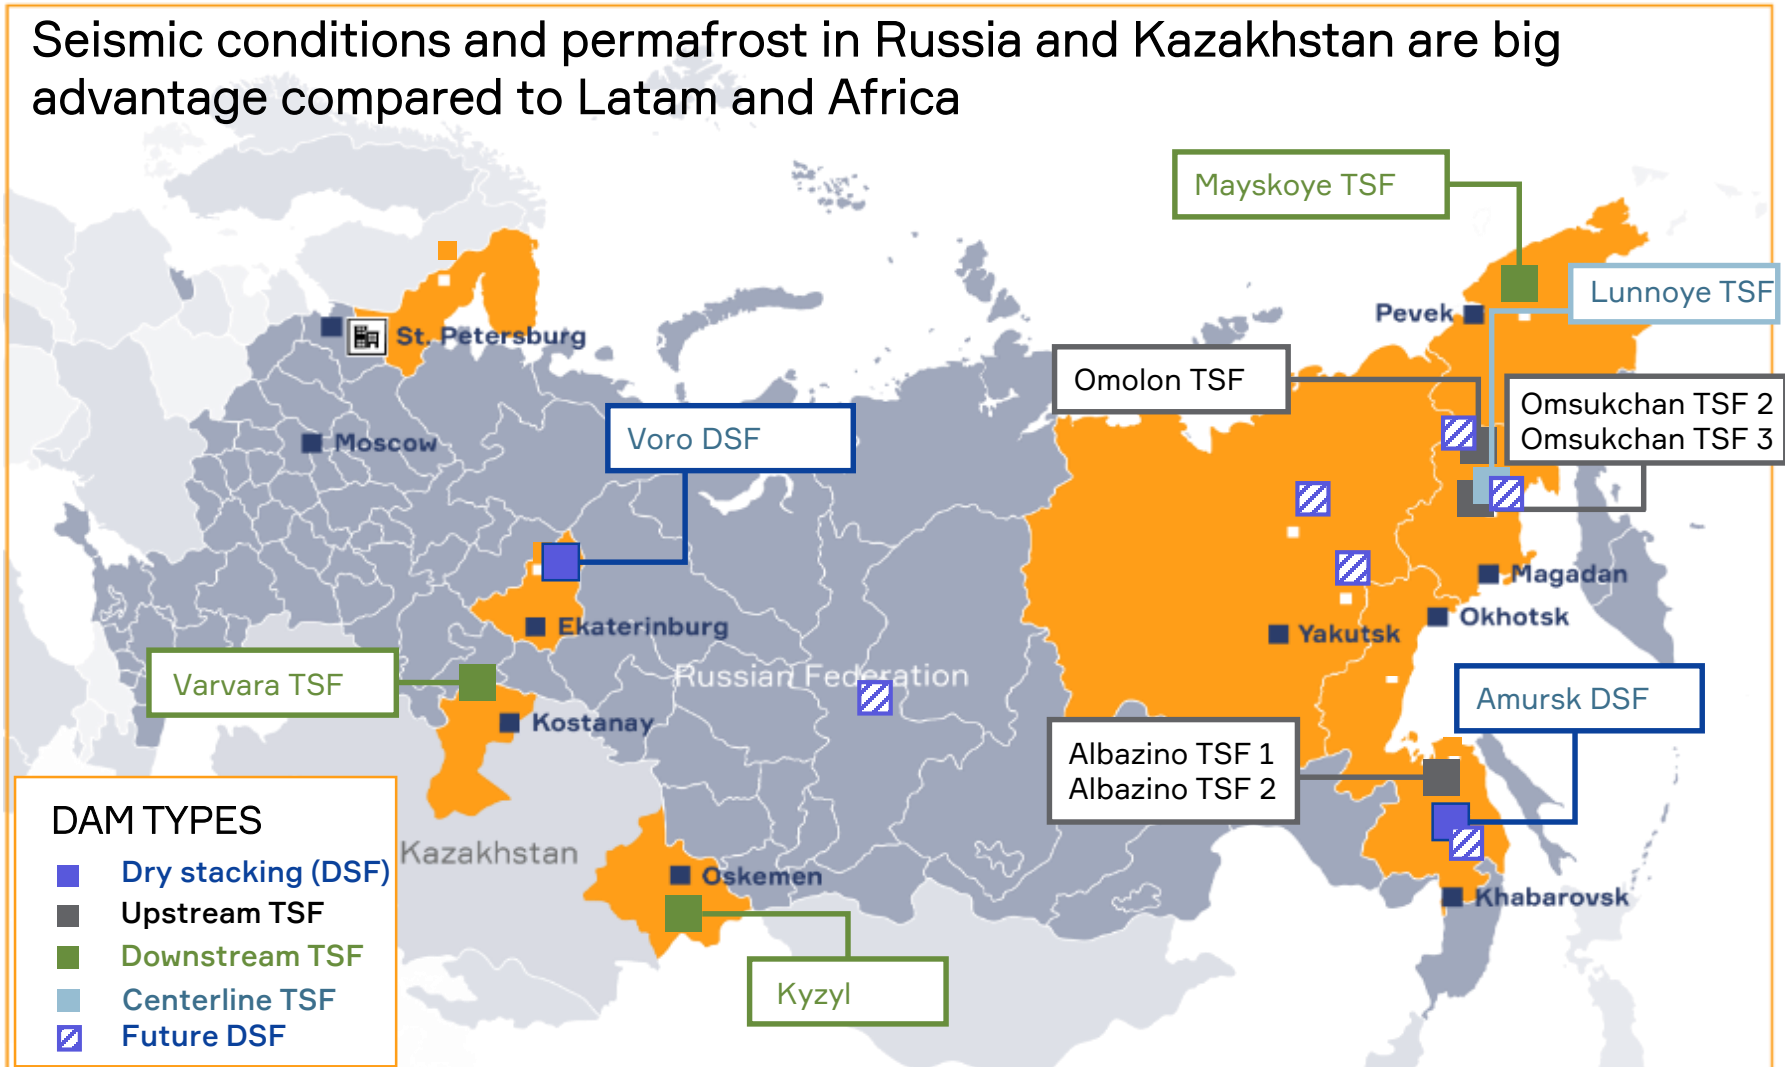 Seismic conditions and permafrost in Russia and Kazakhstan are big
advantage compared to Latam and Africa
Mayskoye TSF
Lunnoye TSF
Pevek
St. Petersburg
Omolon TSF
Omsukchan TSF 2
Omsukchan TSF 3
Moscow
Voro DSF
Magadan
Okhotsk
Ekaterinburg
Yakutsk
Russian Federation
Varvara TSF
Amursk DSF
Kostanay
Albazino TSF 1
Albazino TSF 2
Kazakhstan
Oskemen
Khabarovsk
Kyzyl
DAM TYPES
Dry stacking (DSF)
Upstream TSF
Downstream TSF
Centerline TSF
Future DSF